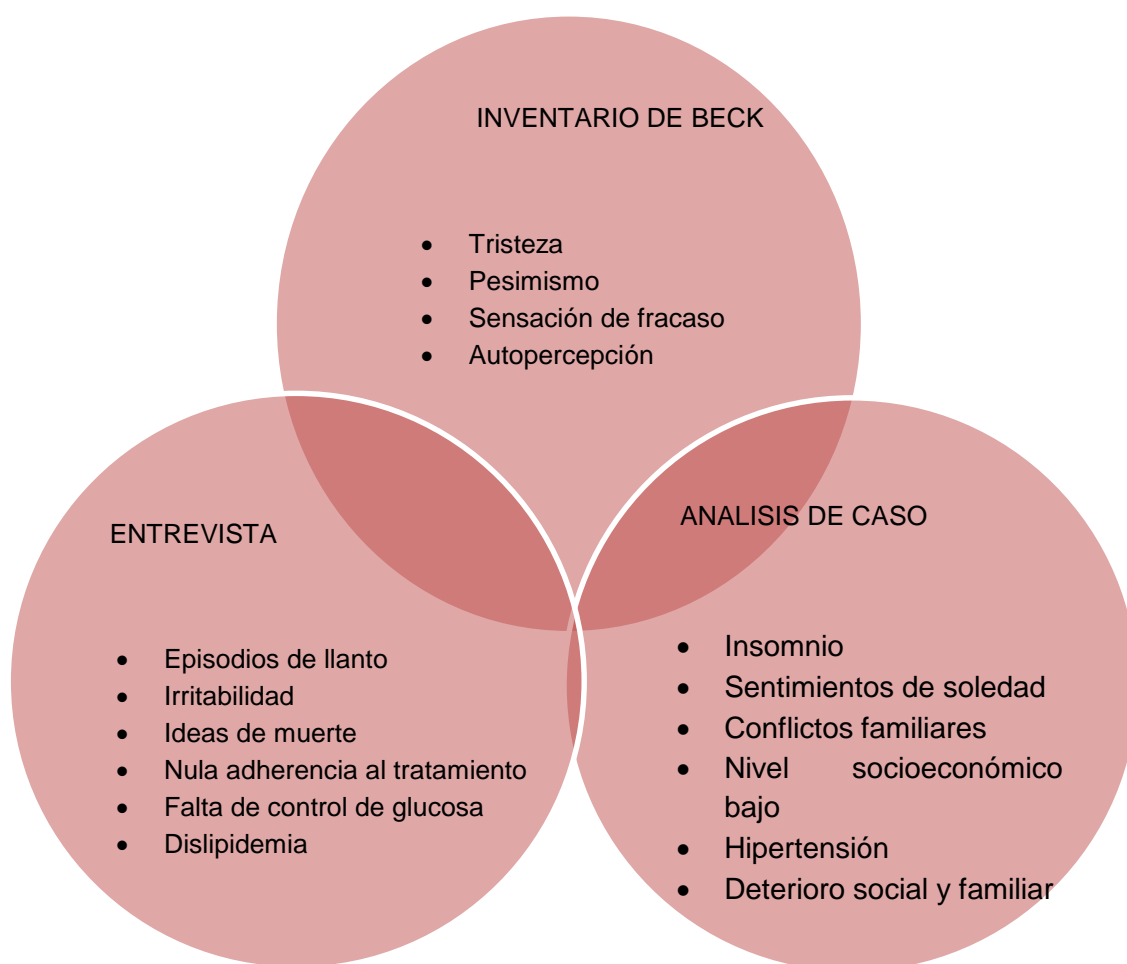 INVENTARIO DE BECK
• Tristeza
• Pesimismo
• Sensación de fracaso
• Autopercepción
ENTREVISTA
• Episodios de llanto
• Irritabilidad
• Ideas de muerte
• Nula adherencia al tratamiento
• Falta de control de glucosa
• Dislipidemia
ANALISIS DE CASO
• Insomnio
• Sentimientos de soledad
• Conflictos familiares
• Nivel socioeconómico
bajo
• Hipertensión
• Deterioro social y familiar